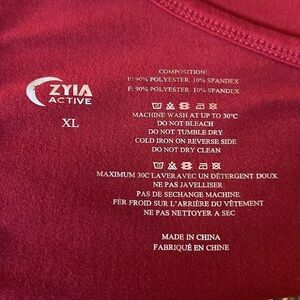 ZYIA
ACTIVE
XL
COMPOSITION:
E: 90% POLYESTER 10% SPANDEX
F: 90% POLYESTER 10% SPANDEX
MACHINE WASH AT UP TO 30°C
DO NOT BLEACH
DO NOT TUMBLE DRY
COLD IRON ON REVERSE SIDE
DO NOT DRY CLEAN
MAXIMUM 30C LAVER AVEC UN DÉTERGENT DOUX
NE PAS JAVELLISER
PAS DE SECHANGE MACHINE
FER FROID SUR L'ARRIÈRE DU VÊTEMENT
NE PAS NETTOYER A SEC
MADE IN CHINA
FABRIQUÉ EN CHINE